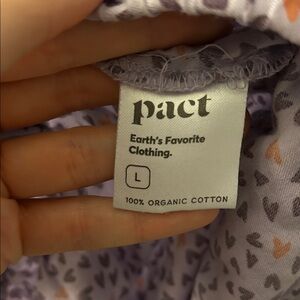 pact
Earth's Favorite
Clothing.
L
100% ORGANIC COTTON